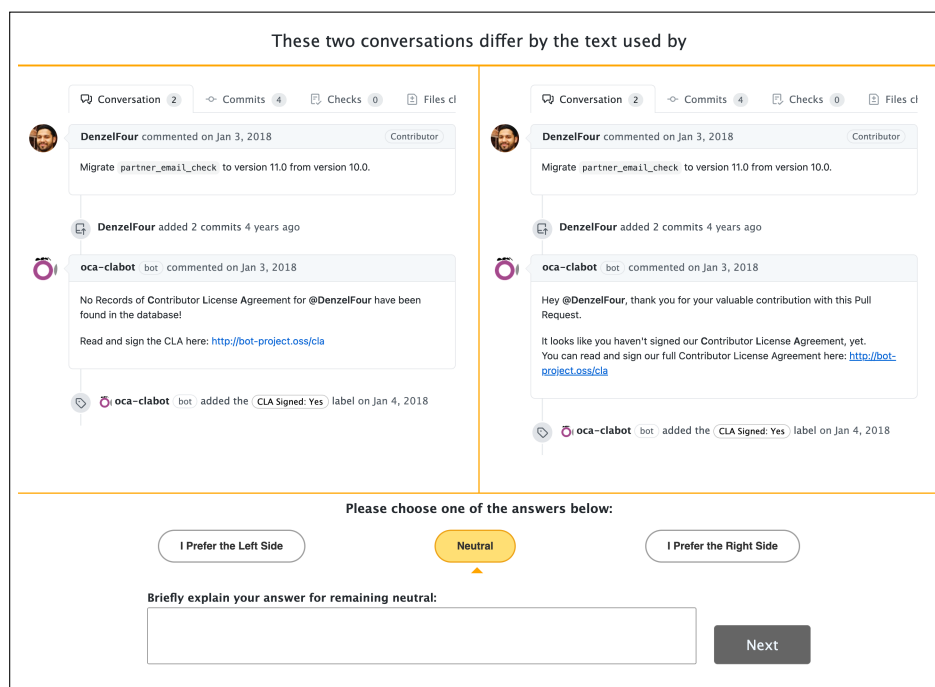 These two conversations differ by the text used by
Conversation 2 Commits 4 Checks 0 Files cl
DenzelFour commented on Jan 3, 2018 Contributor
Migrate partner_email_check to version 11.0 from version 10.0.
DenzelFour added 2 commits 4 years ago
oca-clabot bot commented on Jan 3, 2018
No Records of Contributor License Agreement for @DenzelFour have been
found in the database!
Read and sign the CLA here: http://bot-project.oss/cla
oca-clabot bot added the CLA Signed: Yes label on Jan 4, 2018
Conversation 2 Commits 4 Checks 0 Files cl
DenzelFour commented on Jan 3, 2018 Contributor
Migrate partner_email_check to version 11.0 from version 10.0.
DenzelFour added 2 commits 4 years ago
oca-clabot bot commented on Jan 3, 2018
Hey @DenzelFour, thank you for your valuable contribution with this Pull
Request.
It looks like you haven't signed our Contributor License Agreement, yet.
You can read and sign our full Contributor License Agreement here: http://bot-
project.oss/cla
oca-clabot bot added the CLA Signed: Yes label on Jan 4, 2018
Please choose one of the answers below:
I Prefer the Left Side Neutral I Prefer the Right Side
Briefly explain your answer for remaining neutral:
Next